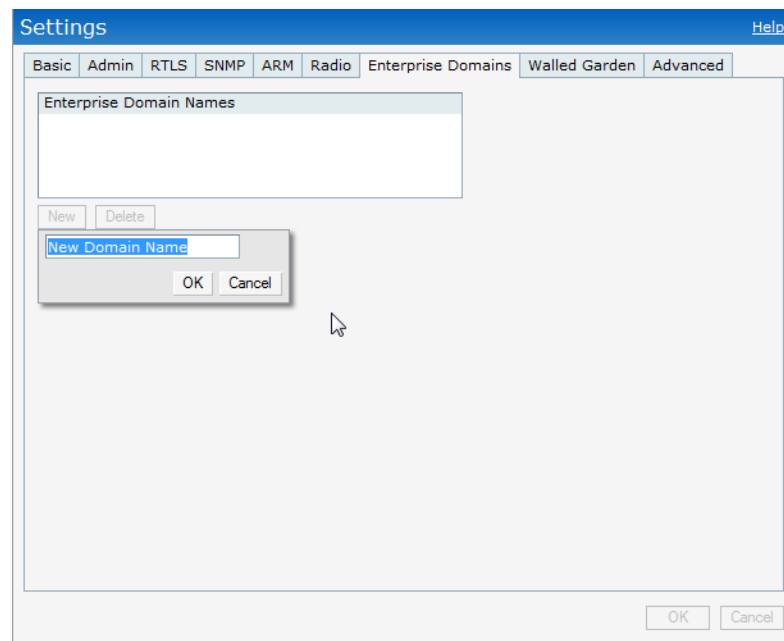 Settings Help
Basic Admin RTLS SNMP ARM Radio Enterprise Domains Walled Garden Advanced
Enterprise Domain Names
New Delete
New Domain Name
OK Cancel
OK Cancel